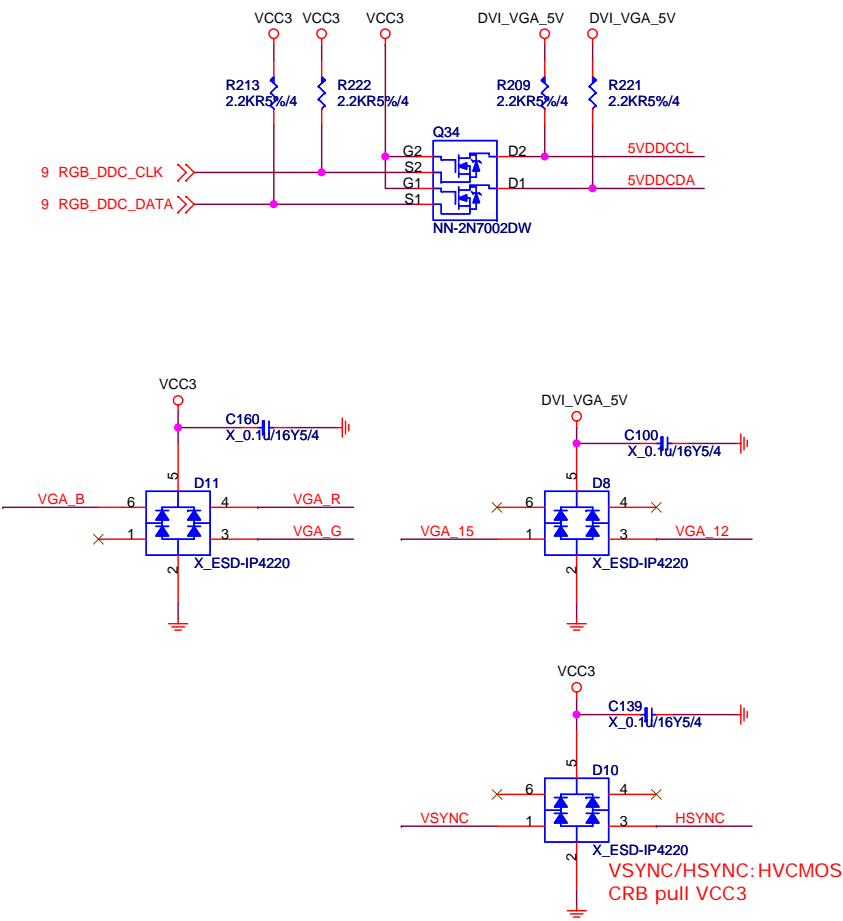 VCC3 VCC3 VCC3 DVI_VGA_5V DVI_VGA_5V
R213
2.2KR5%/4
R222
2.2KR5%/4
R209
2.2KR5%/4
R221
2.2KR5%/4
Q34
G2 D2 5VDDCCL
9 RGB_DDC_CLK S2
G1 D1 5VDDCDA
9 RGB_DDC_DATA S1
NN-2N7002DW
VCC3
C160
X_0.1u/16Y5/4
5 D11
VGA_B 6 4 VGA_R
1 3 VGA_G
2 X_ESD-IP4220
DVI_VGA_5V
C100
X_0.1u/16Y5/4
5 D8
6 4
VGA_15 1 3 VGA_12
2 X_ESD-IP4220
VCC3
C139
X_0.1u/16Y5/4
5 D10
6 4
VSYNC 1 3 HSYNC
2 X_ESD-IP4220
VSYNC/HSYNC:HVCMOS
CRB pull VCC3